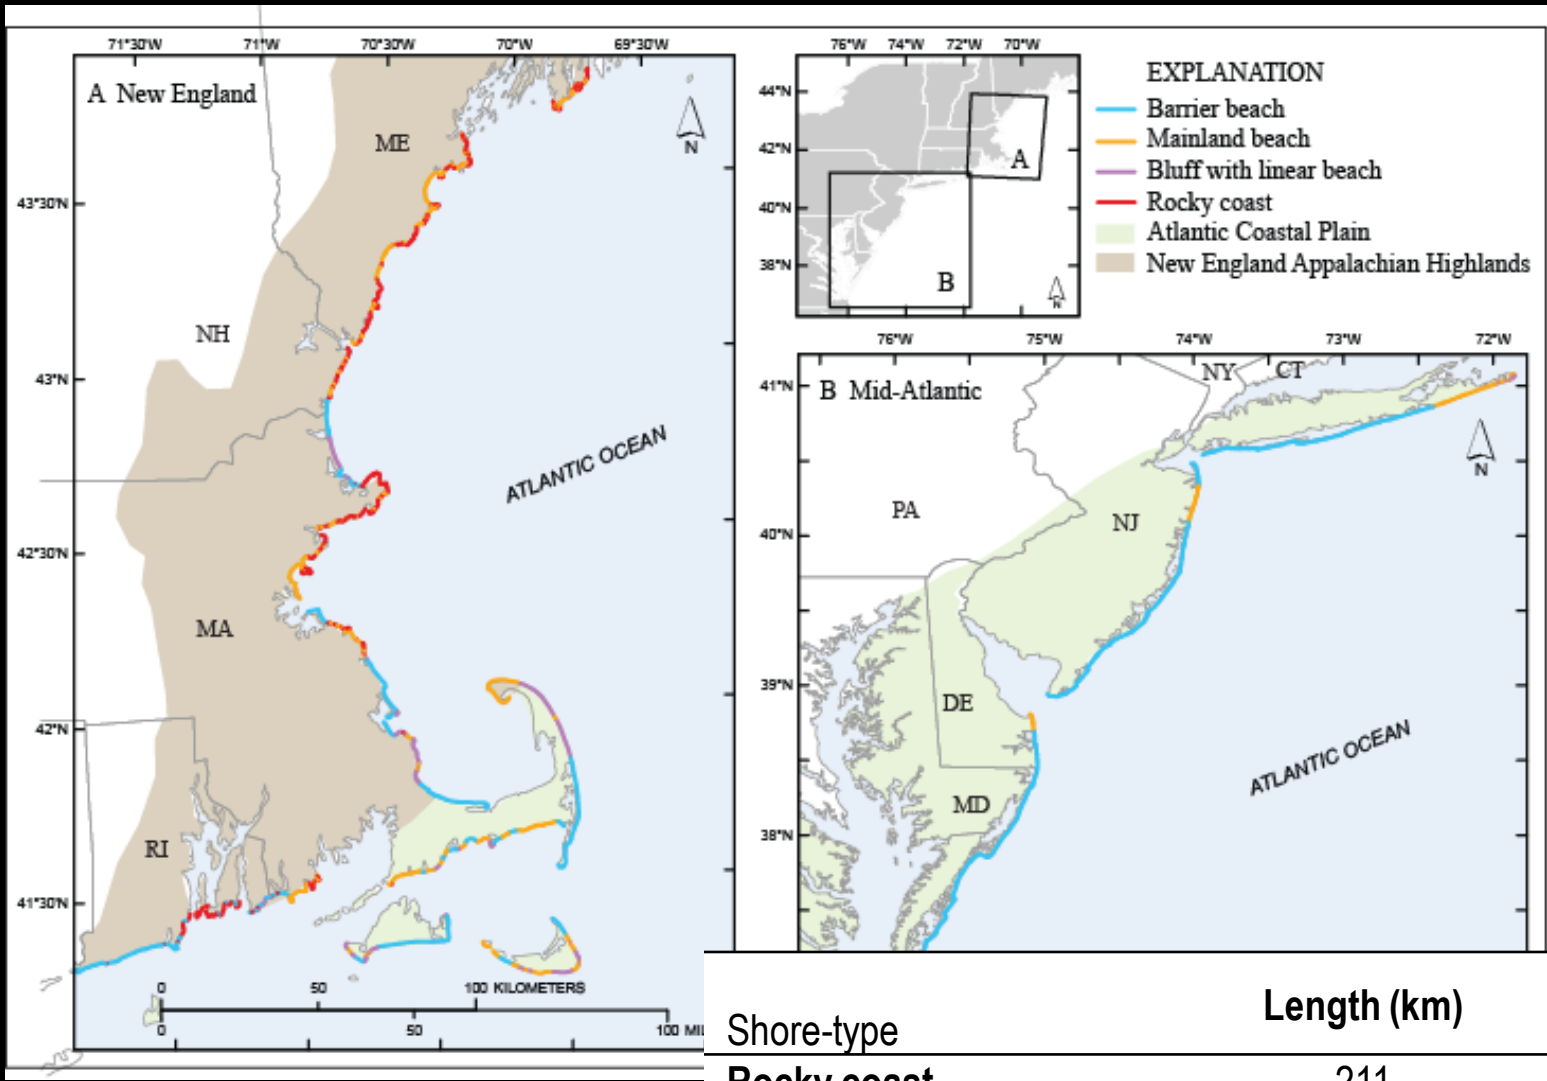 71°30'W 71°W 70°30'W 70°W 69°30'W
A New England
ME
N
43°30'N
NH
43°N
ATLANTIC OCEAN
42°30'N
MA
42°N
RI
41°30'N
0 50 100 KILOMETERS
0 50 100 MIL
76°W 74°W 72°W 70°W
44°N
42°N
A
40°N
38°N
B
N
EXPLANATION
Barrier beach
Mainland beach
Bluff with linear beach
Rocky coast
Atlantic Coastal Plain
New England Appalachian Highlands
76°W 75°W 74°W 73°W 72°W
41°N
B Mid-Atlantic
NY
CT
N
PA
NJ
40°N
39°N
DE
ATLANTIC OCEAN
MD
38°N
Length (km)
Shore-type
Rocky coast 211